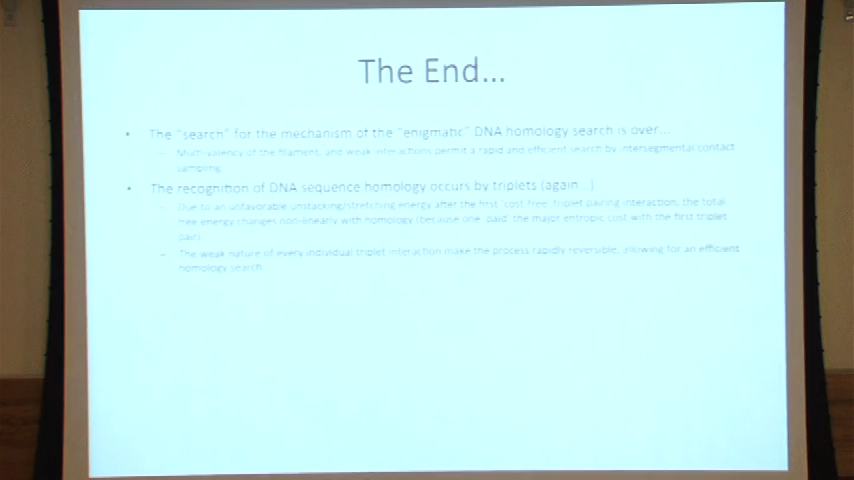 The End...
• The "search" for the mechanism of the "enigmatic" DNA homology search is over...
– Multivalency of the filament, and weak interactions permit a rapid and efficient search by intersegmental contact
sampling.
• The recognition of DNA sequence homology occurs by triplets (again...)
– Due to an unfavorable unstacking/stretching energy after the first 'cost free' triplet pairing interaction, the total
free energy changes non-linearly with homology (because one 'paid' the major entropic cost with the first triplet
pair).
– The weak nature of every individual triplet interaction make the process rapidly reversible, allowing for an efficient
homology search.